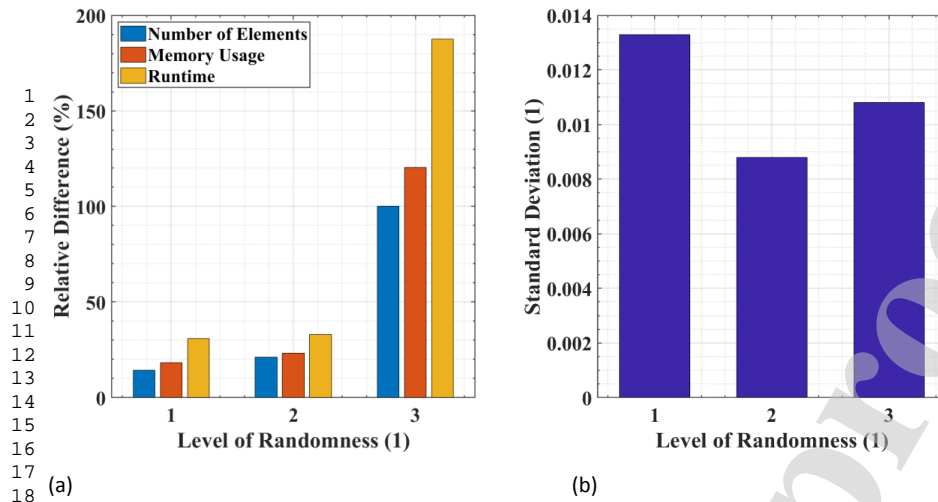 1
2
3
4
5
6
7
8
9
10
11
12
13
14
15
16
17
18
200
150
100
50
0
Relative Difference (%)
Number of Elements
Memory Usage
Runtime
1 2 3
Level of Randomness (1)
(a)
0.014
0.012
0.01
0.008
0.006
0.004
0.002
0
Standard Deviation (1)
1 2 3
Level of Randomness (1)
(b)